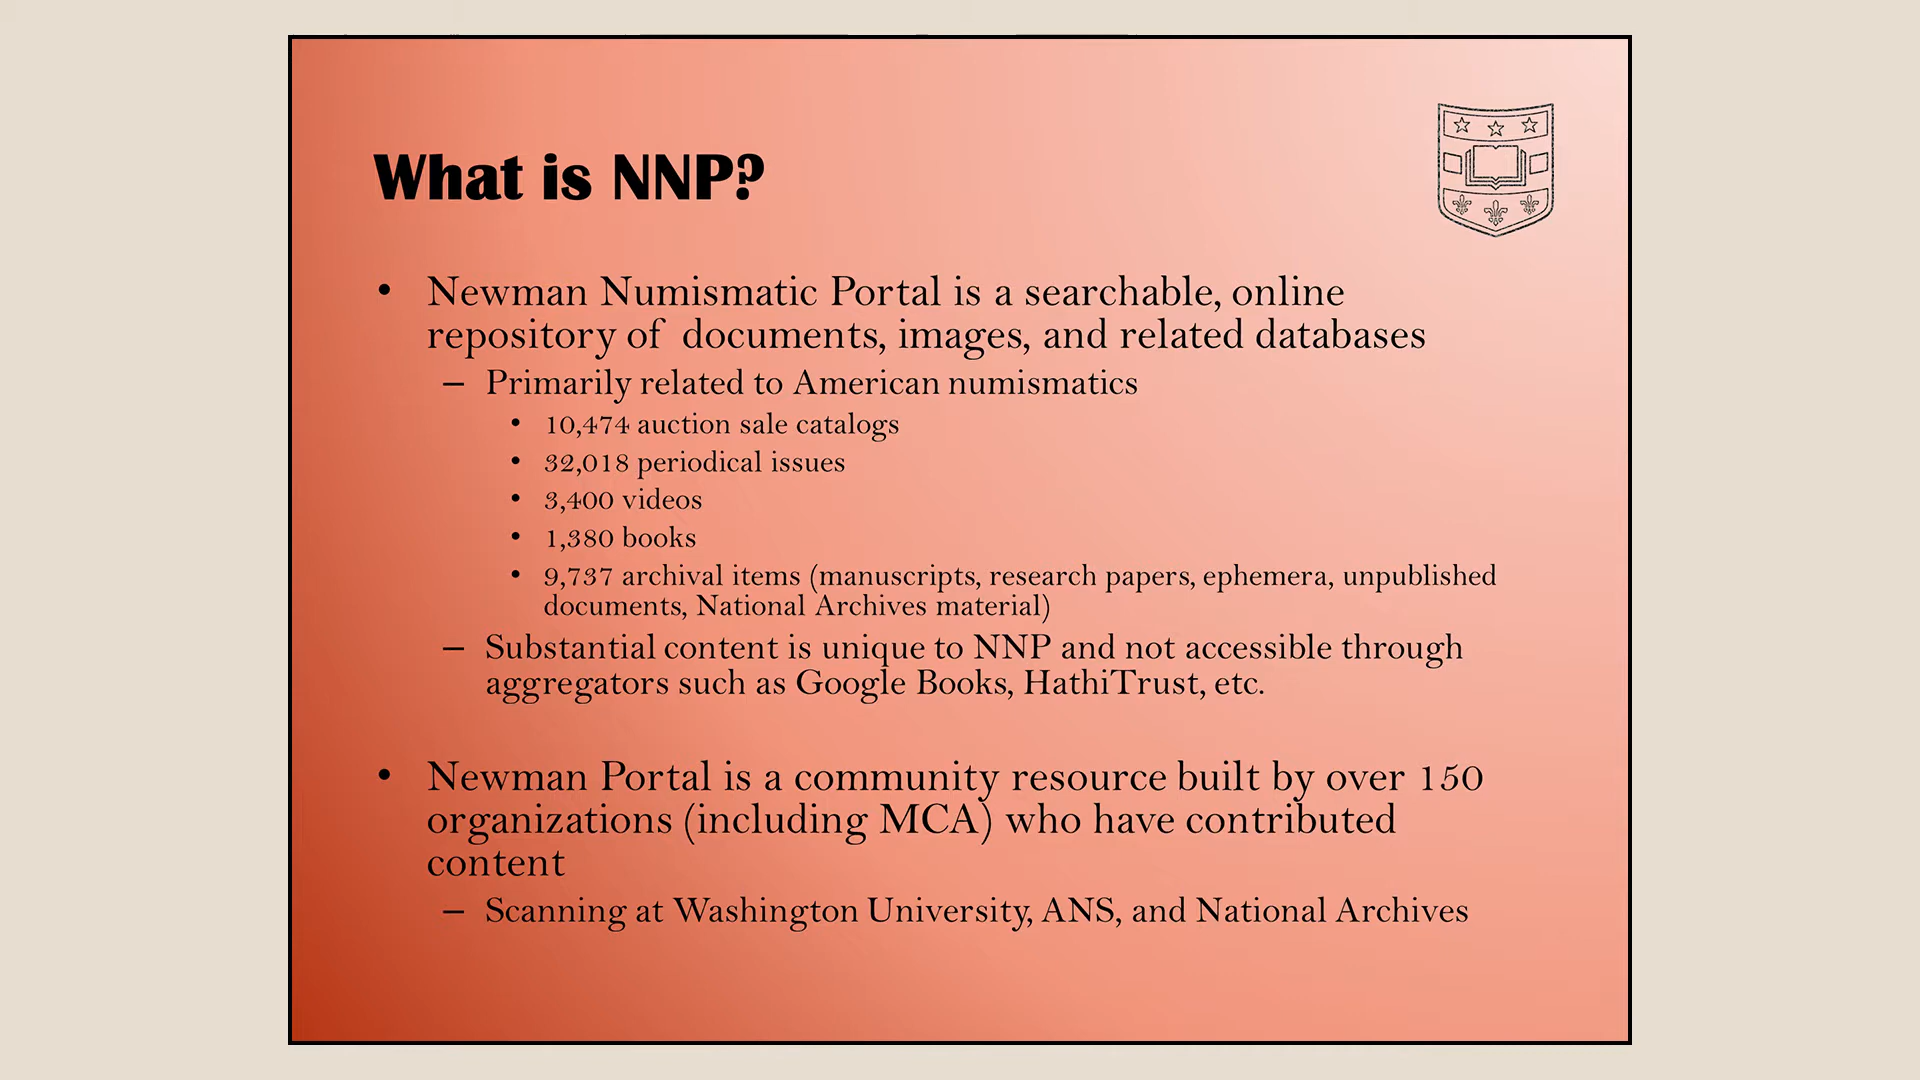 What is NNP?
• Newman Numismatic Portal is a searchable, online
repository of  documents, images, and related databases
– Primarily related to American numismatics
• 10,474 auction sale catalogs
• 32,018 periodical issues
• 3,400 videos
• 1,380 books
• 9,737 archival items (manuscripts, research papers, ephemera, unpublished
documents, National Archives material)
– Substantial content is unique to NNP and not accessible through
aggregators such as Google Books, HathiTrust, etc.
• Newman Portal is a community resource built by over 150
organizations (including MCA) who have contributed
content
– Scanning at Washington University, ANS, and National Archives